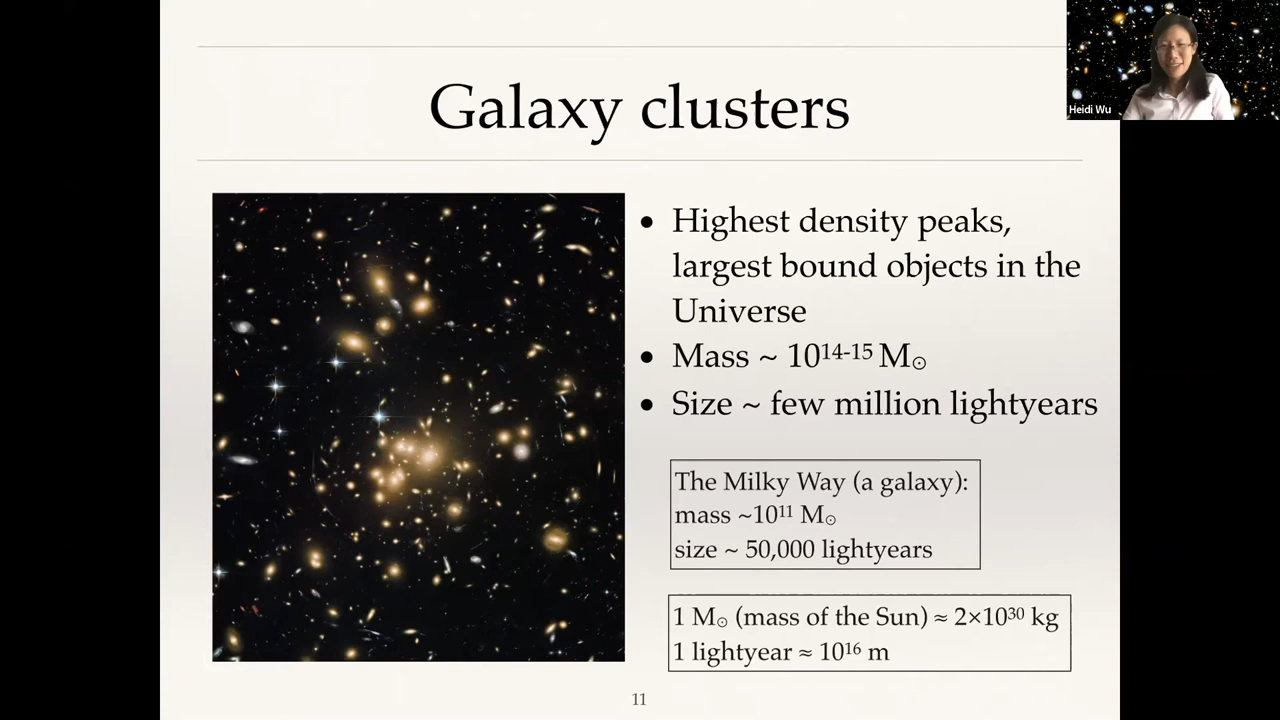 Galaxy clusters
Heidi Wu
• Highest density peaks,
largest bound objects in the
Universe
• Mass ~ 10¹⁴⁻¹⁵ M☉
• Size ~ few million lightyears
The Milky Way (a galaxy):
mass ~10¹¹ M☉
size ~ 50,000 lightyears
1 M☉ (mass of the Sun) ≈ 2×10³⁰ kg
1 lightyear ≈ 10¹⁶ m
11